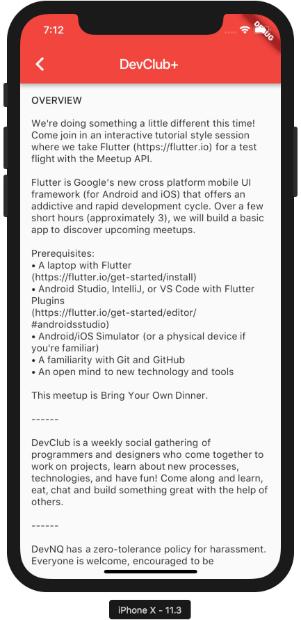 7:12
DEBUG
DevClub+
OVERVIEW
We're doing something a little different this time!
Come join in an interactive tutorial style session
where we take Flutter (https://flutter.io) for a test
flight with the Meetup API.
Flutter is Google's new cross platform mobile UI
framework (for Android and iOS) that offers an
addictive and rapid development cycle. Over a few
short hours (approximately 3), we will build a basic
app to discover upcoming meetups.
Prerequisites:
• A laptop with Flutter
(https://flutter.io/get-started/install)
• Android Studio, IntelliJ, or VS Code with Flutter
Plugins
(https://flutter.io/get-started/editor/
#androidsstudio)
• Android/iOS Simulator (or a physical device if
you're familiar)
• A familiarity with Git and GitHub
• An open mind to new technology and tools
This meetup is Bring Your Own Dinner.
------
DevClub is a weekly social gathering of
programmers and designers who come together to
work on projects, learn about new processes,
technologies, and have fun! Come along and learn,
eat, chat and build something great with the help of
others.
------
DevNQ has a zero-tolerance policy for harassment.
Everyone is welcome, encouraged to be
iPhone X - 11.3